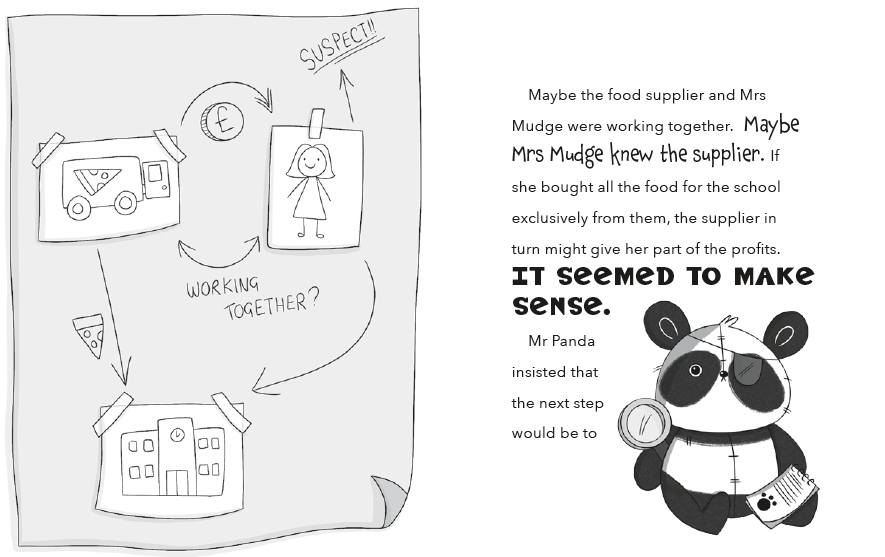 SUSPECT!!
£
WORKING
TOGETHER?
Maybe the food supplier and Mrs
Mudge were working together. Maybe
Mrs Mudge knew the supplier. If
she bought all the food for the school
exclusively from them, the supplier in
turn might give her part of the profits.
IT SEEMED TO MAKE
SENSE.
Mr Panda
insisted that
the next step
would be to